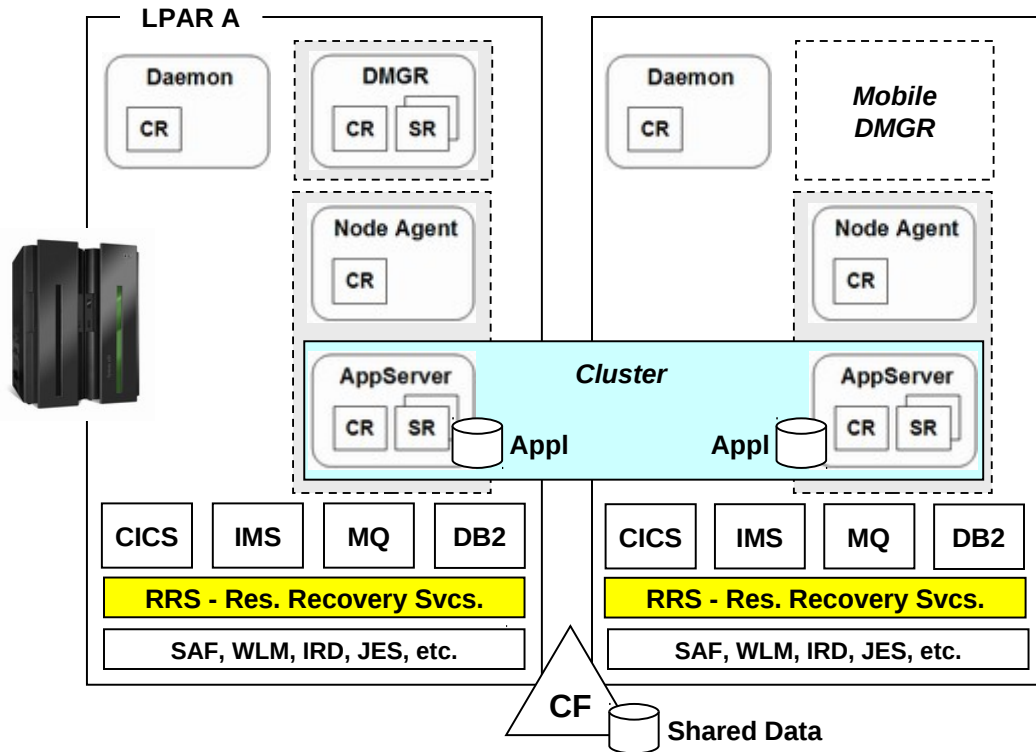 LPAR A
Daemon
CR
DMGR
CR SR
Node Agent
CR
AppServer
CR SR
Appl
Cluster
Daemon
CR
Mobile
DMGR
Node Agent
CR
Appl
AppServer
CR SR
CICS IMS MQ DB2
RRS - Res. Recovery Svcs.
SAF, WLM, IRD, JES, etc.
CICS IMS MQ DB2
RRS - Res. Recovery Svcs.
SAF, WLM, IRD, JES, etc.
CF
Shared Data